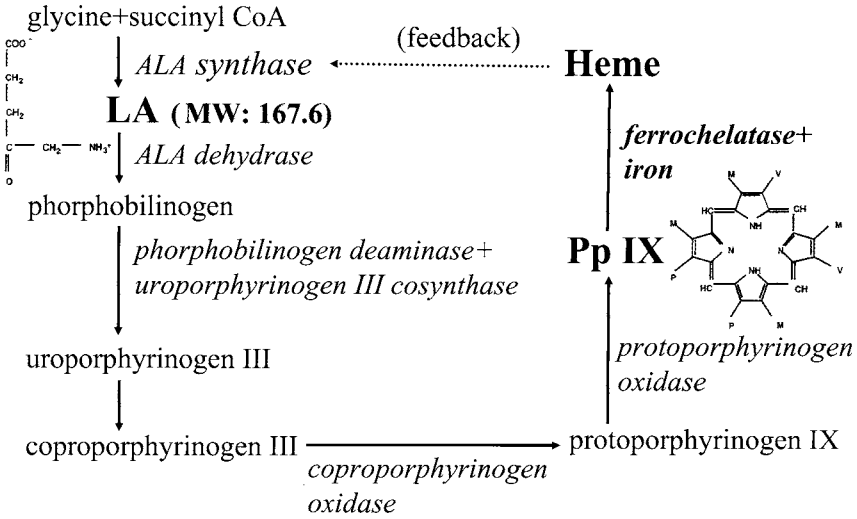 glycine+succinyl CoA
COO⁻
CH₂
CH₂
C — CH₂ — NH₃⁺
O
ALA synthase
(feedback)
Heme
LA (MW: 167.6)
ALA dehydrase
ferrochelatase+
iron
phorphobilinogen
phorphobilinogen deaminase+
uroporphyrinogen III cosynthase
Pp IX
M
V
HC
CH
M
NH
M
N
N
P
NH
V
HC
CH
P
M
protoporphyrinogen
oxidase
uroporphyrinogen III
coproporphyrinogen III
coproporphyrinogen
oxidase
protoporphyrinogen IX